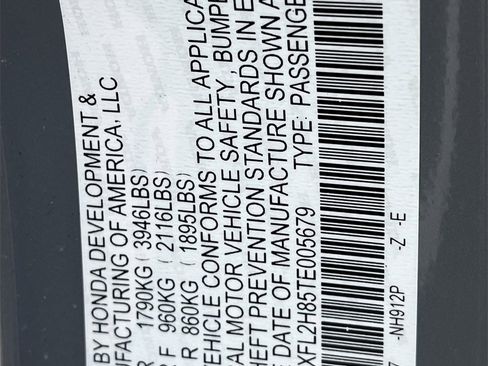 BY HONDA DEVELOPMENT &
UFACTURING OF AMERICA, LLC
R 1790KG ( 3946LBS)
F 960KG ( 2116LBS)
R 860KG ( 1895LBS)
EHICLE CONFORMS TO ALL APPLICA
AL MOTOR VEHICLE SAFETY , BUMPE
HEFT PREVENTION STANDARDS IN E
E DATE OF MANUFACTURE SHOWN A
XFL2H85TE005679 TYPE: PASSENGE
7 -NH912P -Z -E